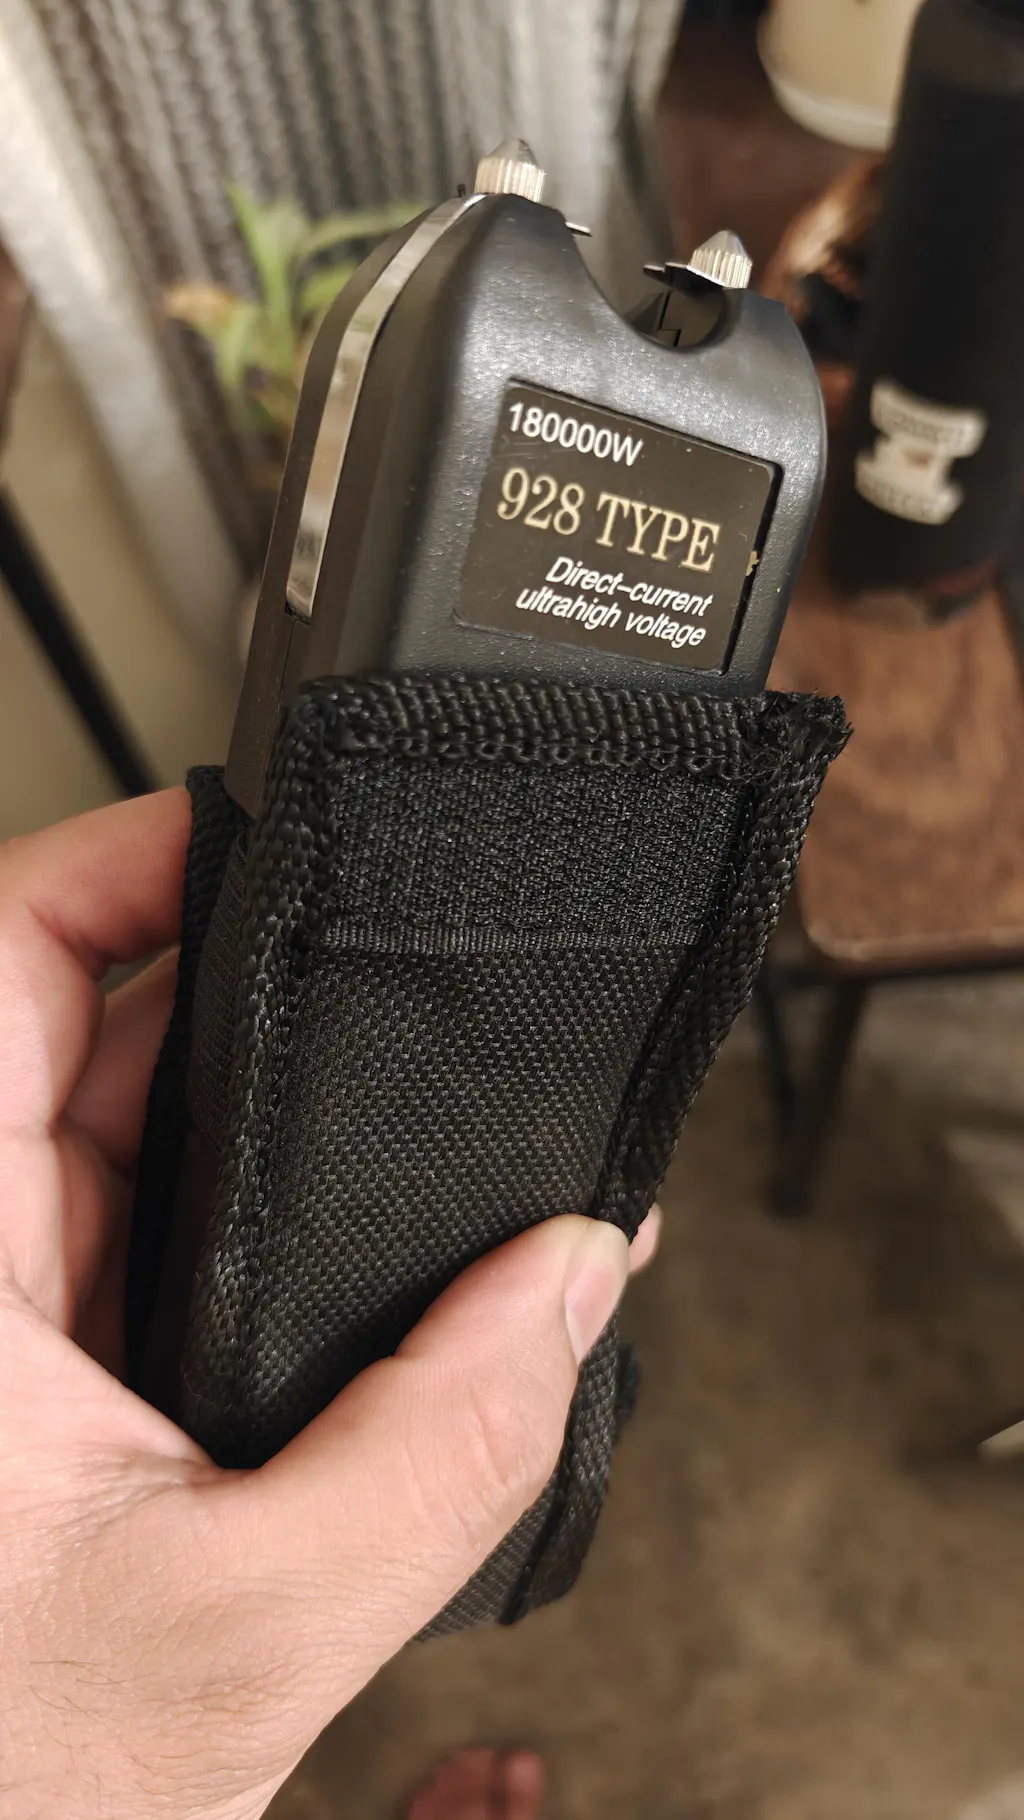 180000W
928 TYPE
Direct-current
ultrahigh voltage